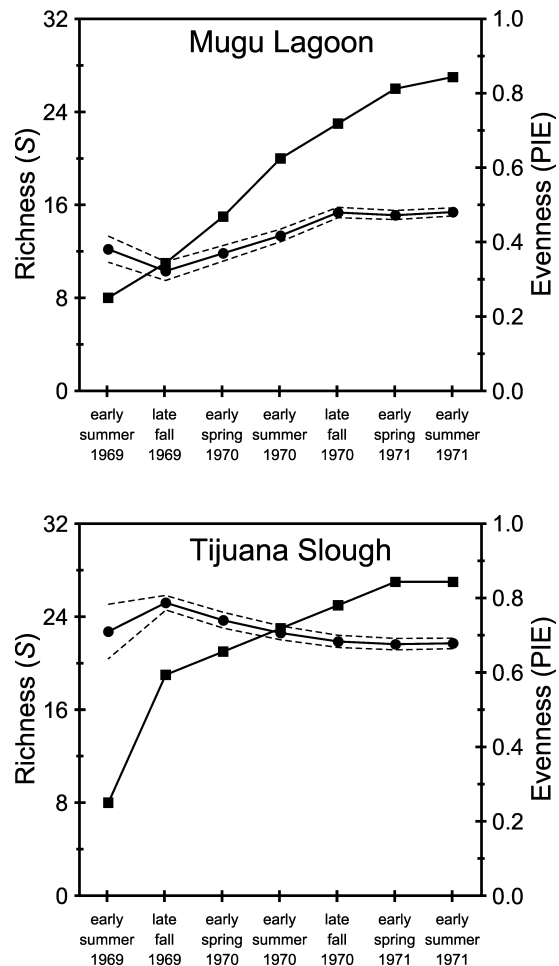 Mugu Lagoon
32
24
16
8
0
Richness (S)
1.0
0.8
0.6
0.4
0.2
0.0
Evenness (PIE)
early late early early late early early
summer fall spring summer fall spring summer
1969 1969 1970 1970 1970 1971 1971
Tijuana Slough
32
24
16
8
0
Richness (S)
1.0
0.8
0.6
0.4
0.2
0.0
Evenness (PIE)
early late early early late early early
summer fall spring summer fall spring summer
1969 1969 1970 1970 1970 1971 1971